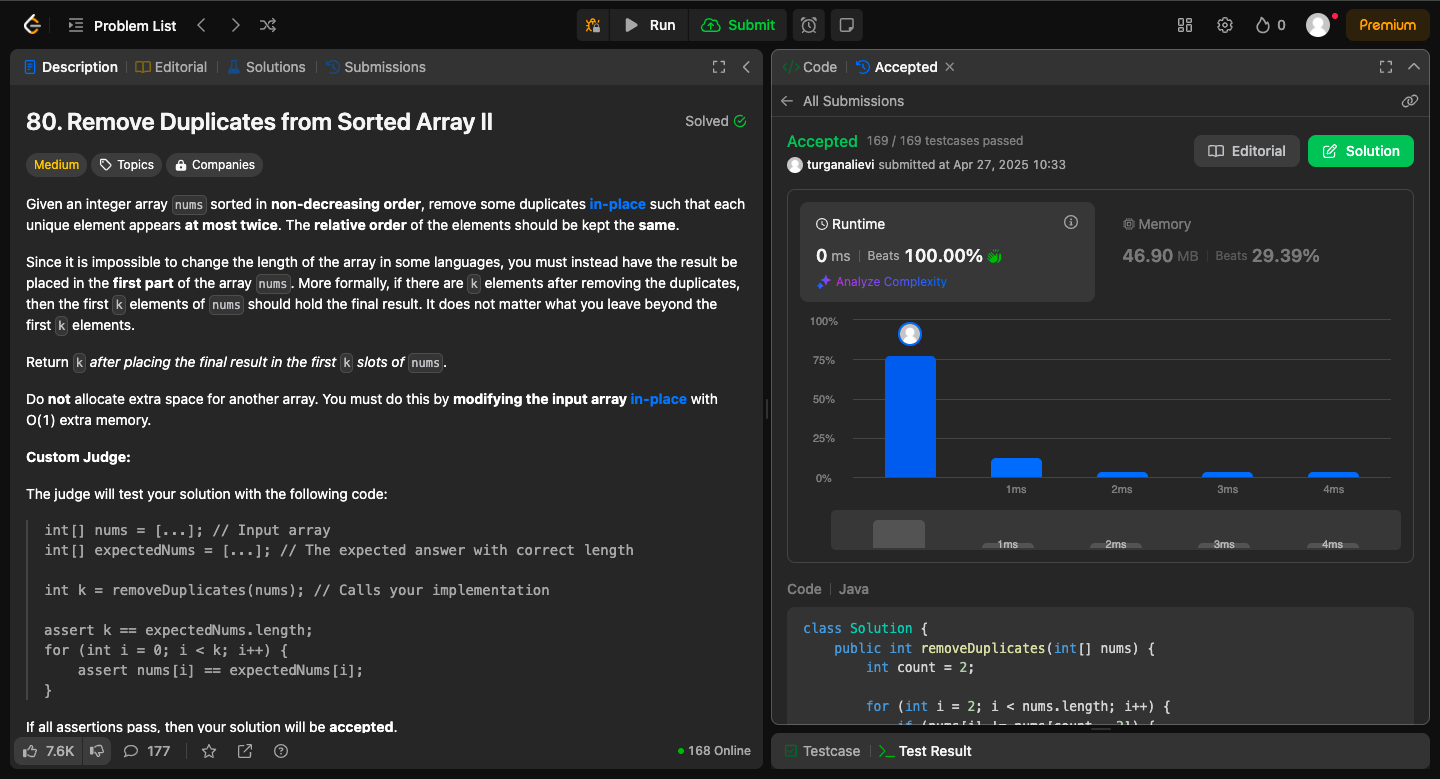 Problem List
Run
Submit
0
Premium
Description
Editorial
Solutions
Submissions
80. Remove Duplicates from Sorted Array II
Solved
Medium
Topics
Companies
Given an integer array nums sorted in non-decreasing order, remove some duplicates in-place such that each
unique element appears at most twice. The relative order of the elements should be kept the same.
Since it is impossible to change the length of the array in some languages, you must instead have the result be
placed in the first part of the array nums. More formally, if there are k elements after removing the duplicates,
then the first k elements of nums should hold the final result. It does not matter what you leave beyond the
first k elements.
Return k after placing the final result in the first k slots of nums.
Do not allocate extra space for another array. You must do this by modifying the input array in-place with
O(1) extra memory.
Custom Judge:
The judge will test your solution with the following code:
int[] nums = [...]; // Input array
int[] expectedNums = [...]; // The expected answer with correct length
int k = removeDuplicates(nums); // Calls your implementation
assert k == expectedNums.length;
for (int i = 0; i < k; i++) {
    assert nums[i] == expectedNums[i];
}
If all assertions pass, then your solution will be accepted.
7.6K
177
168 Online
Code
Accepted
All Submissions
Accepted 169 / 169 testcases passed
turganalievi submitted at Apr 27, 2025 10:33
Editorial
Solution
Runtime
0 ms Beats 100.00%
Analyze Complexity
Memory
46.90 MB Beats 29.39%
100%
75%
50%
25%
0%
1ms 2ms 3ms 4ms
1ms 2ms 3ms 4ms
Code Java
class Solution {
    public int removeDuplicates(int[] nums) {
        int count = 2;
        for (int i = 2; i < nums.length; i++) {
            if (nums[i] != nums[count - 2]) {
Testcase
Test Result